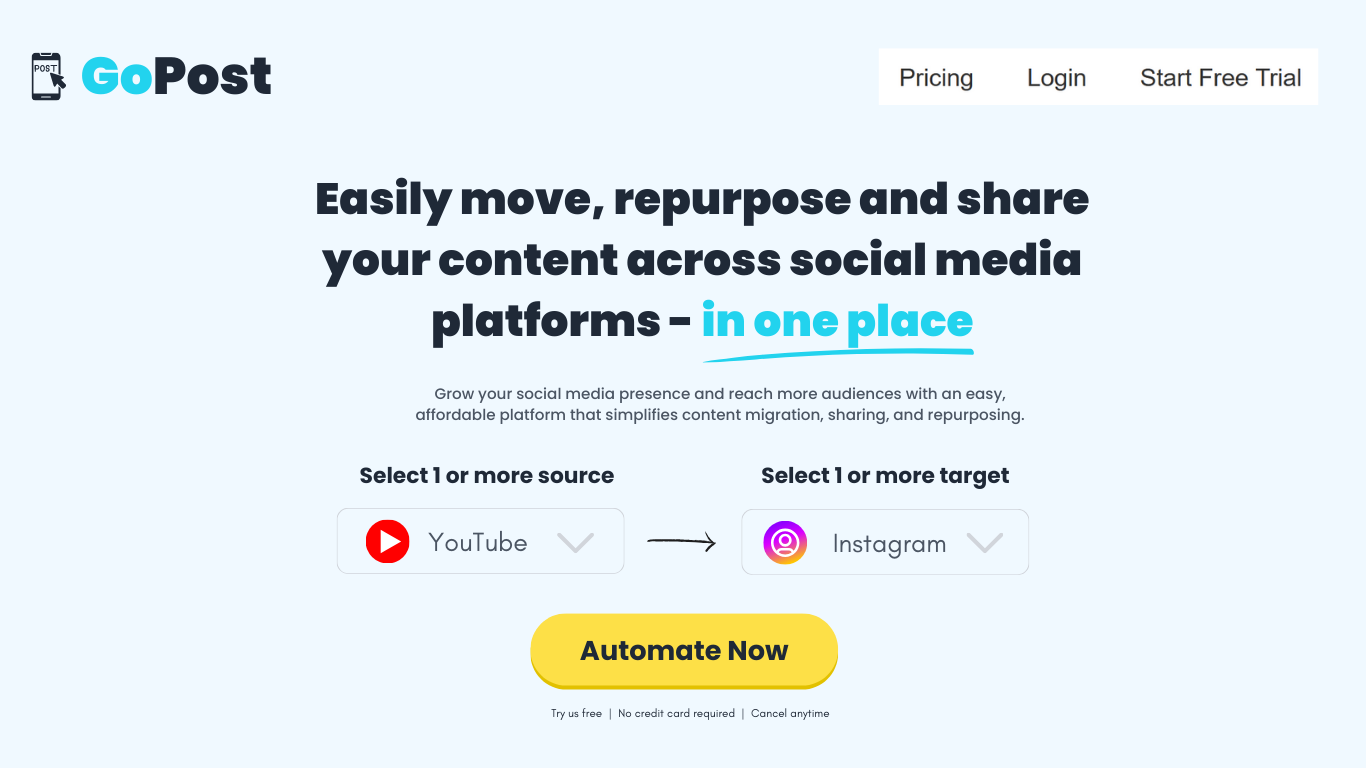 POST
GoPost
Pricing Login Start Free Trial
Easily move, repurpose and share
your content across social media
platforms - in one place
Grow your social media presence and reach more audiences with an easy,
affordable platform that simplifies content migration, sharing, and repurposing.
Select 1 or more source
Select 1 or more target
YouTube
Instagram
Automate Now
Try us free | No credit card required | Cancel anytime